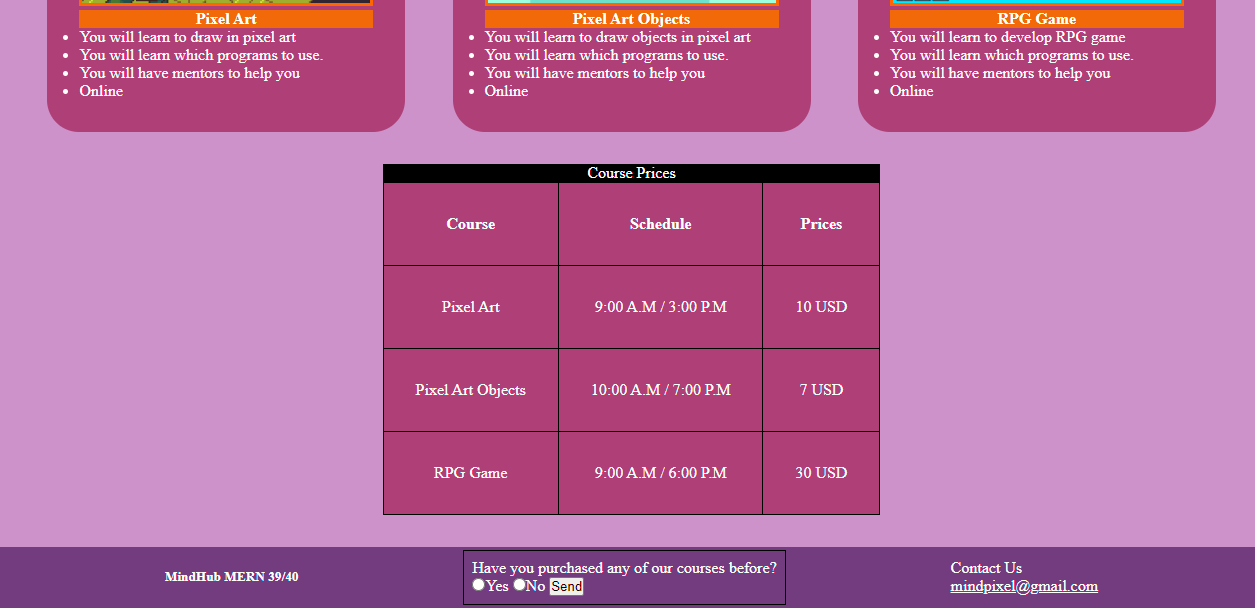 Pixel Art
You will learn to draw in pixel art
You will learn which programs to use.
You will have mentors to help you
Online
Pixel Art Objects
You will learn to draw objects in pixel art
You will learn which programs to use.
You will have mentors to help you
Online
RPG Game
You will learn to develop RPG game
You will learn which programs to use.
You will have mentors to help you
Online
Course Prices
Course Schedule Prices
Pixel Art 9:00 A.M / 3:00 P.M 10 USD
Pixel Art Objects 10:00 A.M / 7:00 P.M 7 USD
RPG Game 9:00 A.M / 6:00 P.M 30 USD
MindHub MERN 39/40
Have you purchased any of our courses before?
Yes No Send
Contact Us
mindpixel@gmail.com